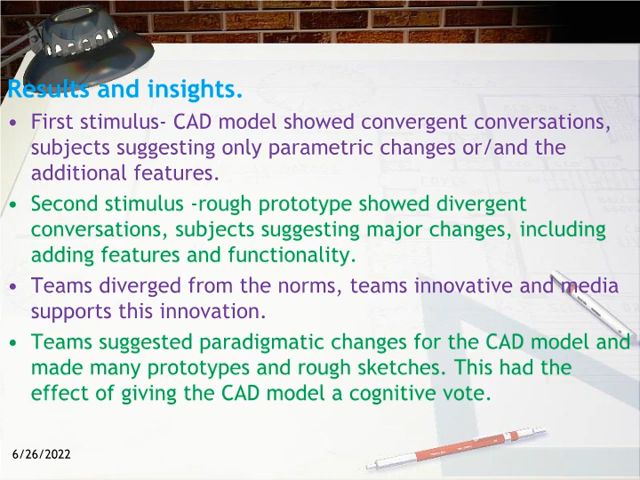 Results and insights.
• First stimulus- CAD model showed convergent conversations,
subjects suggesting only parametric changes or/and the
additional features.
• Second stimulus -rough prototype showed divergent
conversations, subjects suggesting major changes, including
adding features and functionality.
• Teams diverged from the norms, teams innovative and media
supports this innovation.
• Teams suggested paradigmatic changes for the CAD model and
made many prototypes and rough sketches. This had the
effect of giving the CAD model a cognitive vote.
6/26/2022